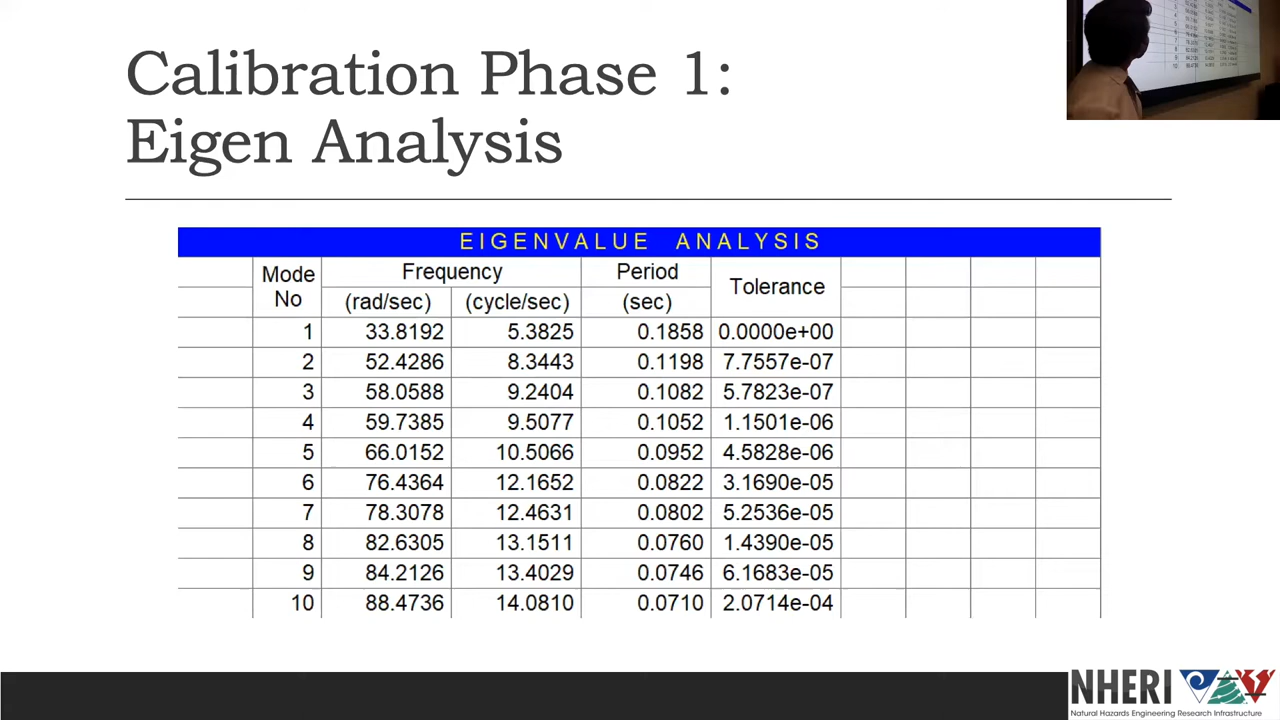 Calibration Phase 1:
Eigen Analysis
EIGENVALUE ANALYSIS
Mode No Frequency Period Tolerance
(rad/sec) (cycle/sec) (sec)
1 33.8192 5.3825 0.1858 0.0000e+00
2 52.4286 8.3443 0.1198 7.7557e-07
3 58.0588 9.2404 0.1082 5.7823e-07
4 59.7385 9.5077 0.1052 1.1501e-06
5 66.0152 10.5066 0.0952 4.5828e-06
6 76.4364 12.1652 0.0822 3.1690e-05
7 78.3078 12.4631 0.0802 5.2536e-05
8 82.6305 13.1511 0.0760 1.4390e-05
9 84.2126 13.4029 0.0746 6.1683e-05
10 88.4736 14.0810 0.0710 2.0714e-04
NHERI
Natural Hazards Engineering Research Infrastructure